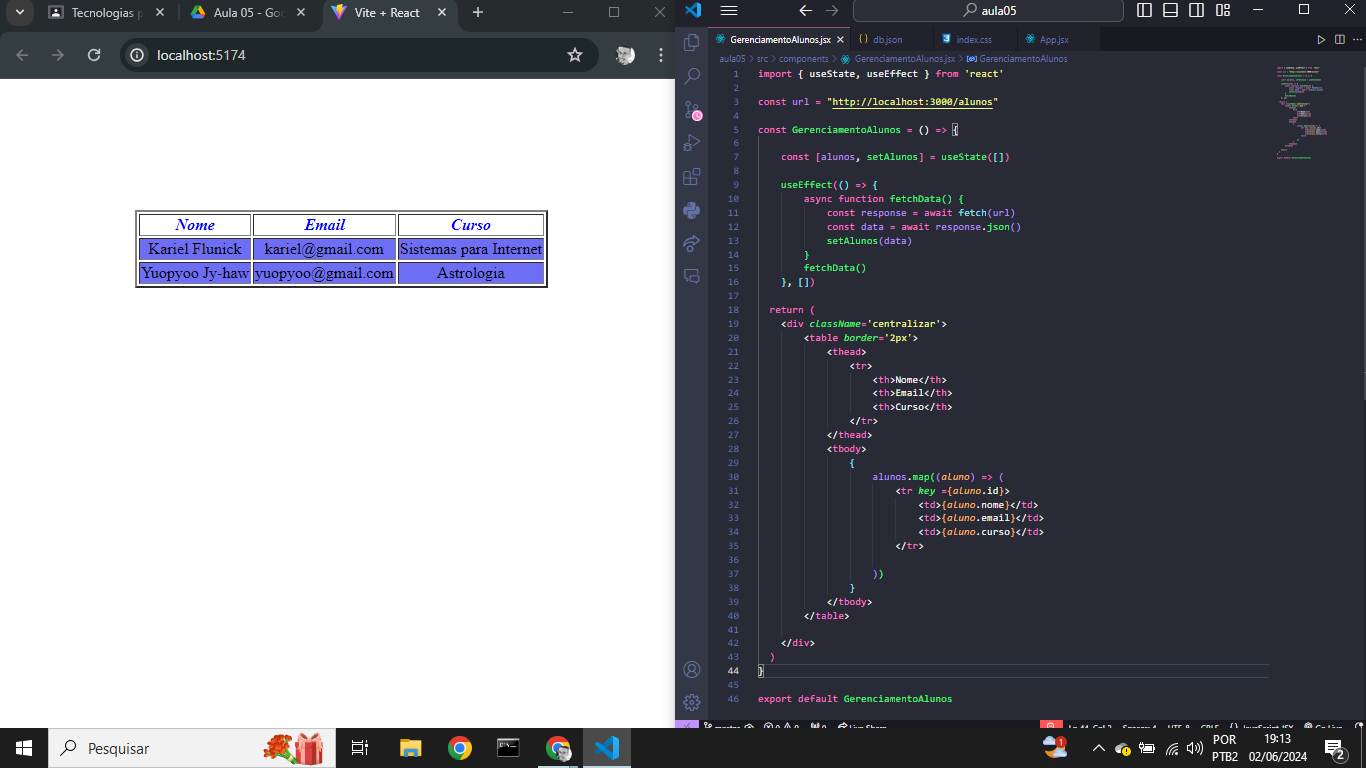 Tecnologias p
Aula 05 - Goo
Vite + React
localhost:5174
Nome Email Curso
Kariel Flunick kariel@gmail.com Sistemas para Internet
Yuopyoo Jy-haw yuopyoo@gmail.com Astrologia
aula05
GerenciamentoAlunos.jsx
db.json
index.css
App.jsx
aula05 > src > components > GerenciamentoAlunos.jsx > GerenciamentoAlunos
1 import { useState, useEffect } from 'react'
2
3 const url = "http://localhost:3000/alunos"
4
5 const GerenciamentoAlunos = () => {
6
7 const [alunos, setAlunos] = useState([])
8
9 useEffect(() => {
10 async function fetchData() {
11 const response = await fetch(url)
12 const data = await response.json()
13 setAlunos(data)
14 }
15 fetchData()
16 }, [])
17
18 return (
19 <div className='centralizar'>
20 <table border='2px'>
21 <thead>
22 <tr>
23 <th>Nome</th>
24 <th>Email</th>
25 <th>Curso</th>
26 </tr>
27 </thead>
28 <tbody>
29 {
30 alunos.map((aluno) => (
31 <tr key ={aluno.id}>
32 <td>{aluno.nome}</td>
33 <td>{aluno.email}</td>
34 <td>{aluno.curso}</td>
35 </tr>
36
37 ))
38 }
39 </tbody>
40 </table>
41
42 </div>
43 )
44 }
45
46 export default GerenciamentoAlunos
Pesquisar
1
POR
PTB2
19:13
02/06/2024
2